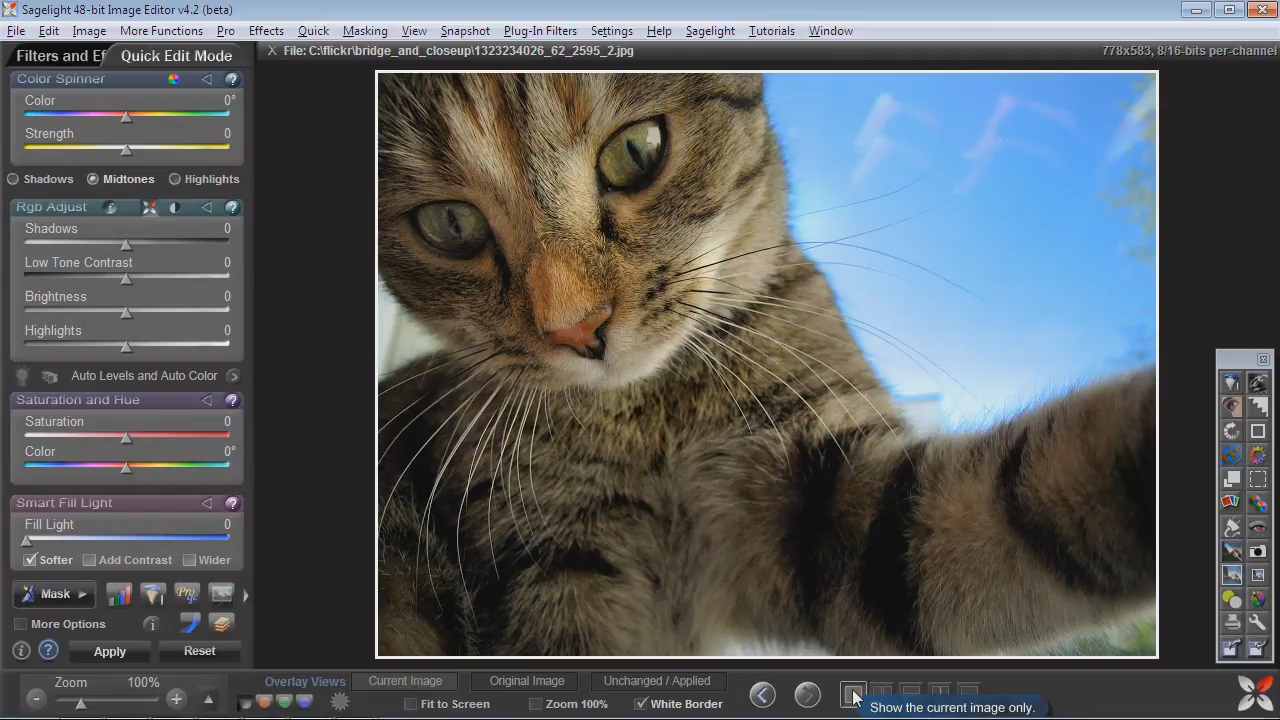 Sagelight 48-bit Image Editor v4.2 (beta)
File Edit Image More Functions Pro Effects Quick Masking View Snapshot Plug-In Filters Settings Help Sagelight Tutorials Window
Filters and Ef Quick Edit Mode X File: C:\flickr\bridge_and_closeup\1323234026_62_2595_2.jpg 778x583, 8/16-bits per-channel
Color Spinner
Color 0°
Strength 0
Shadows Midtones Highlights
Rgb Adjust
Shadows 0
Low Tone Contrast 0
Brightness 0
Highlights 0
Auto Levels and Auto Color
Saturation and Hue
Saturation 0
Color 0°
Smart Fill Light
Fill Light 0
Softer Add Contrast Wider
Mask
More Options
Apply Reset
Zoom 100% Overlay Views Current Image Original Image Unchanged / Applied
Fit to Screen Zoom 100% White Border
Show the current image only.